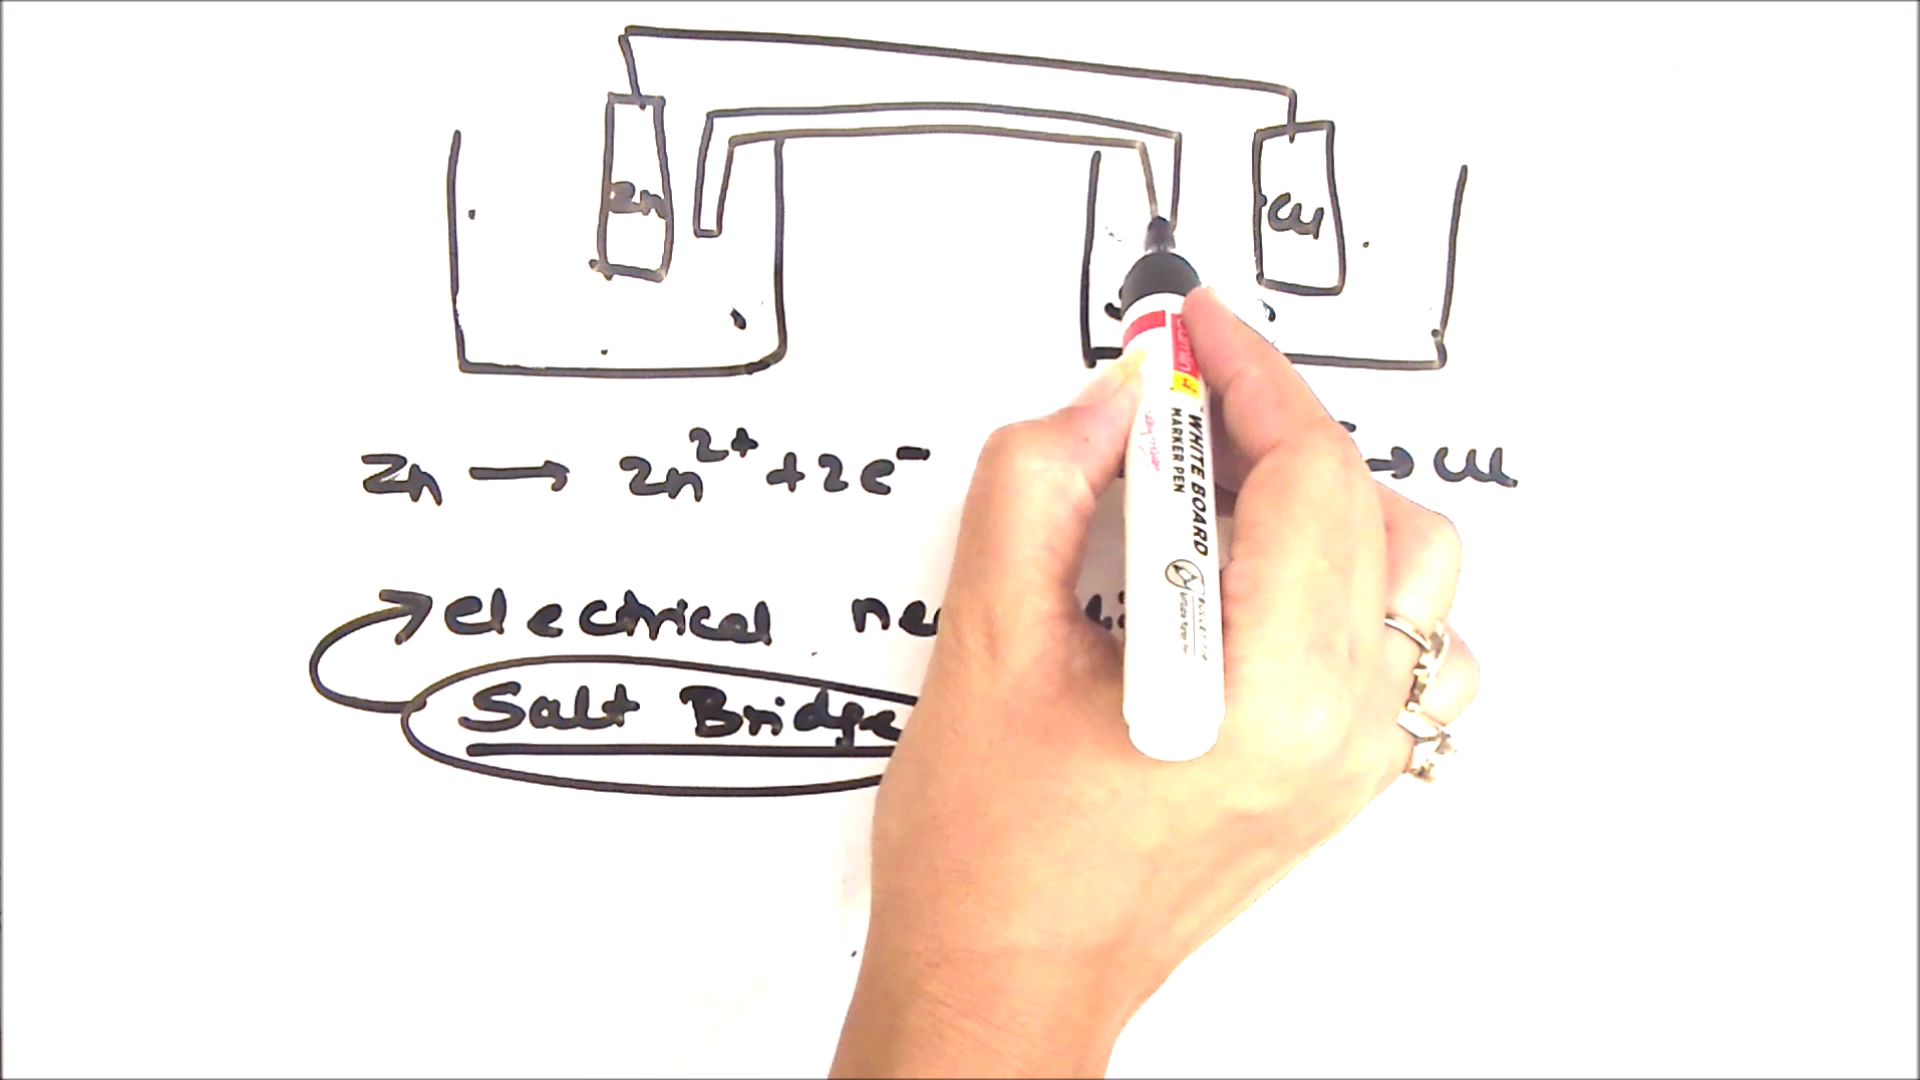 Zn
Cu
Zn → Zn²⁺ + 2e⁻
→ Cu
electrical
Salt Bridge
WHITE BOARD
MARKER PEN